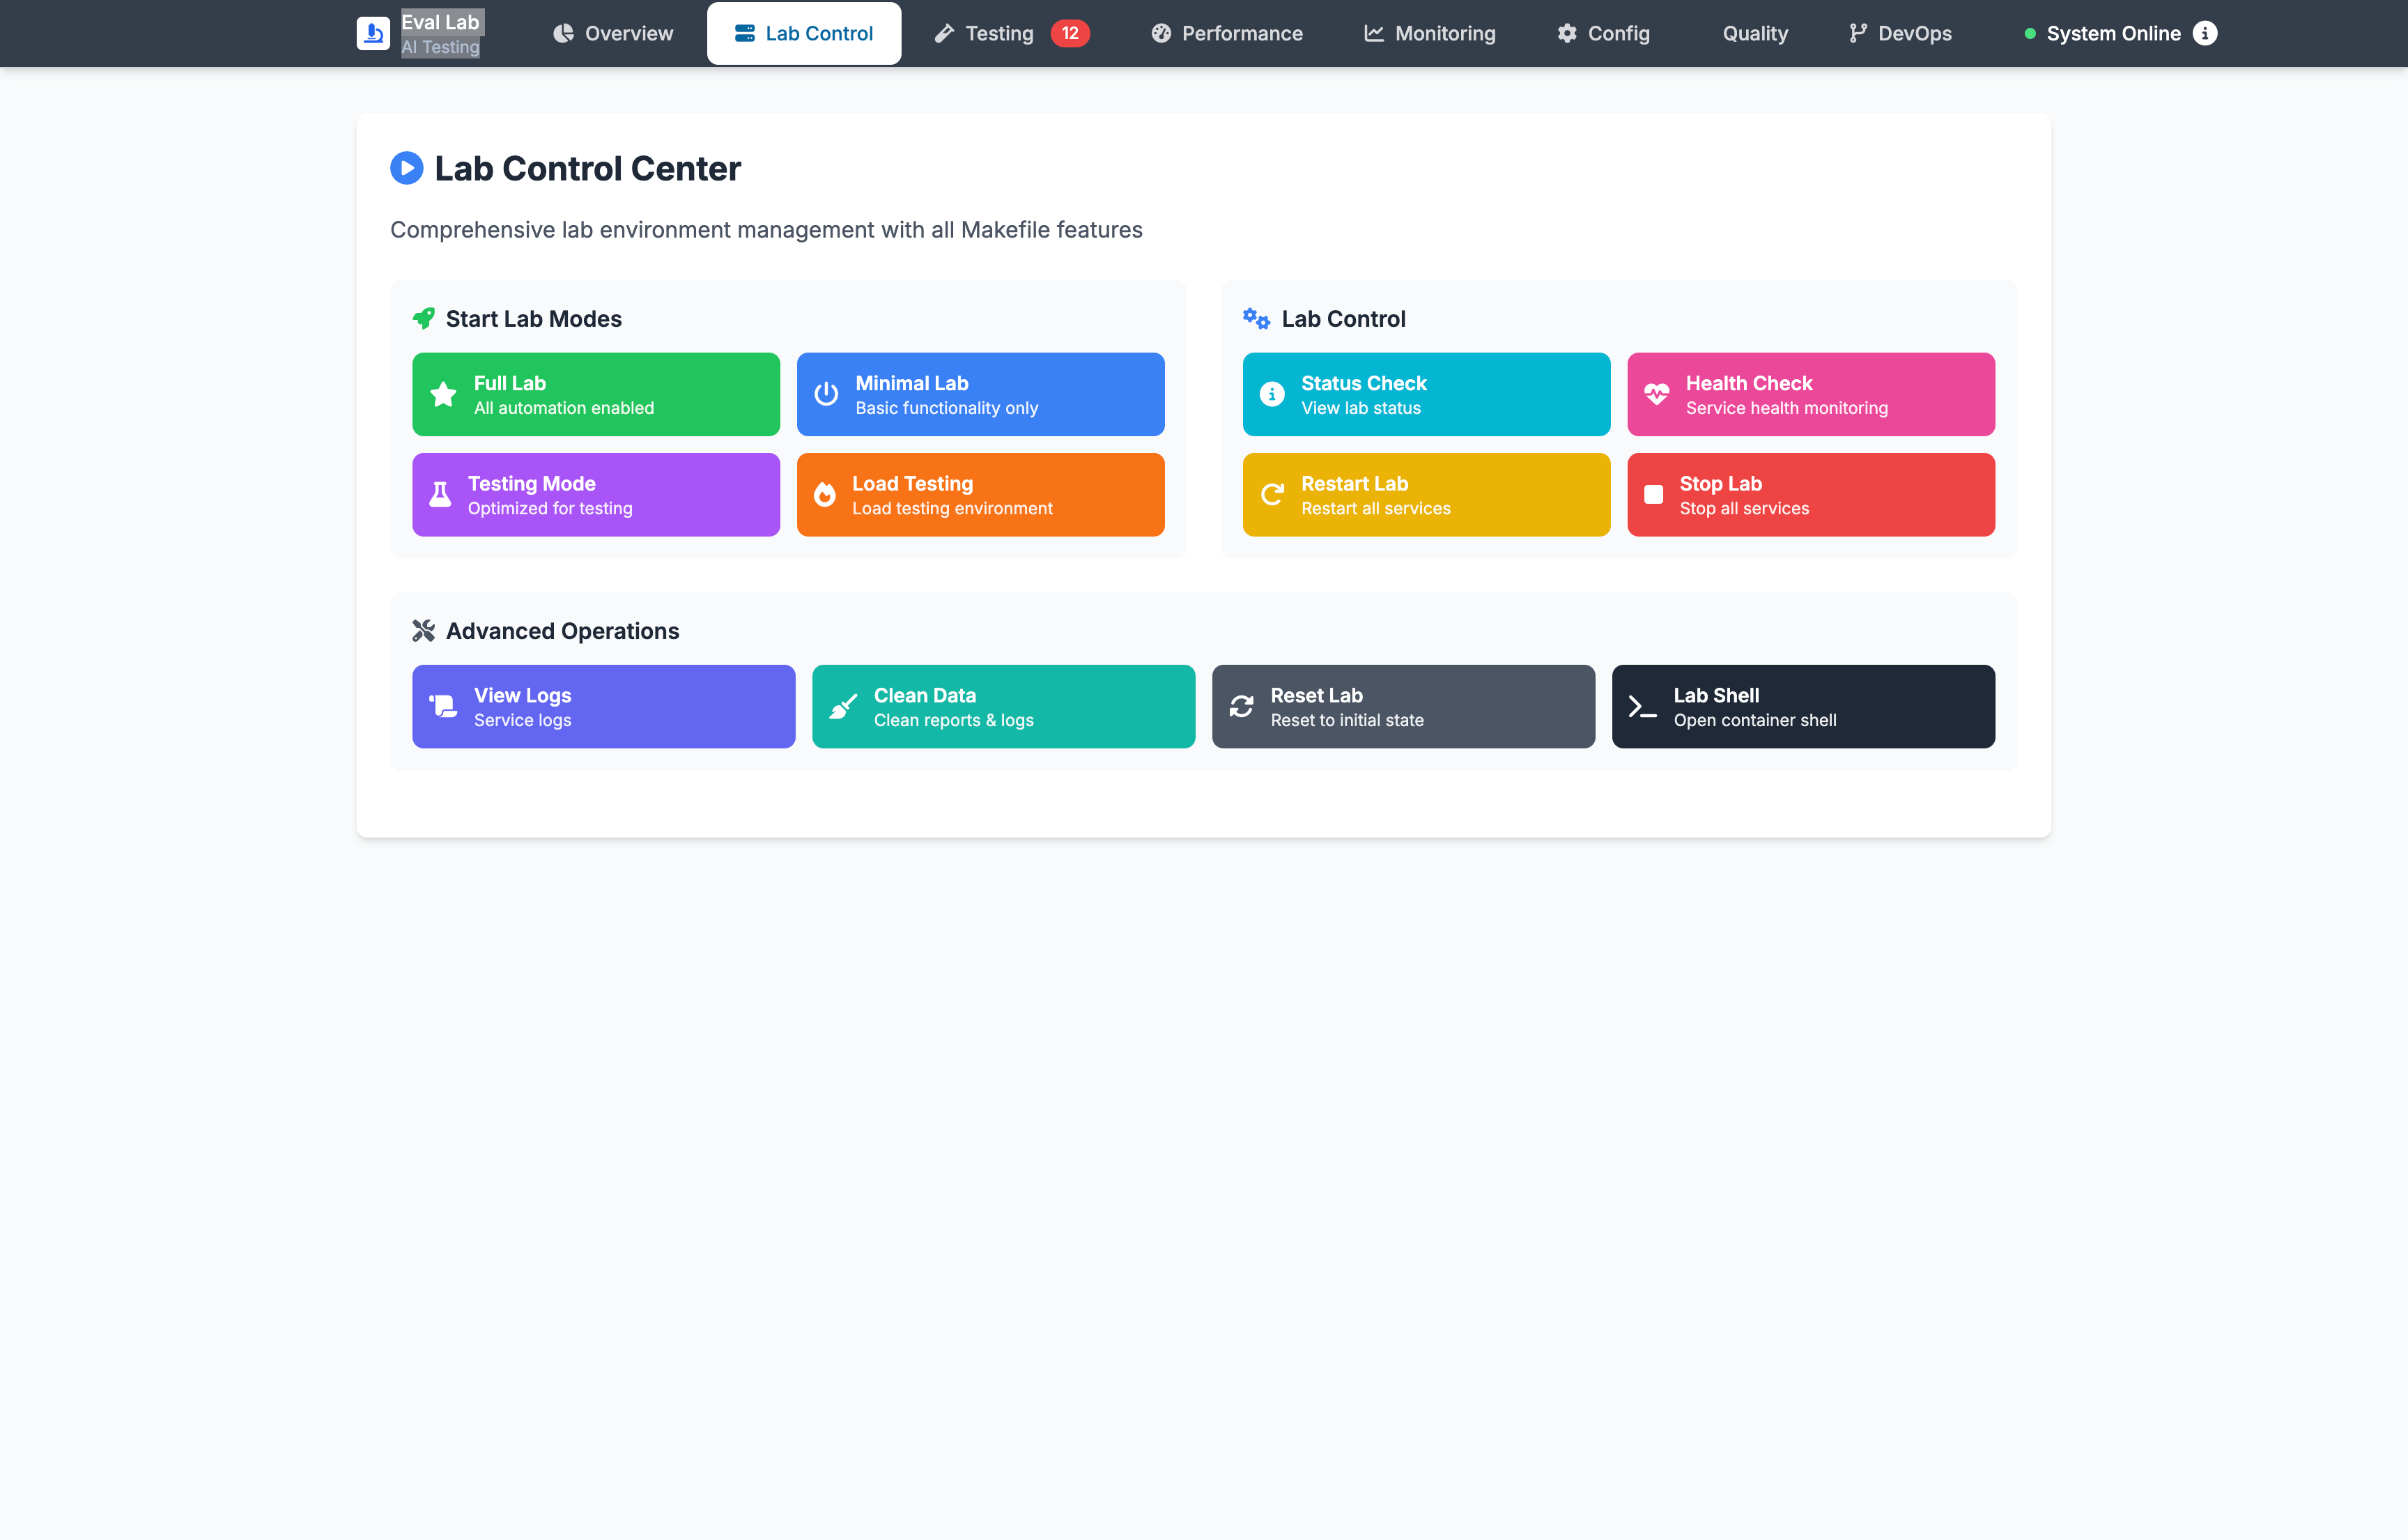 Eval Lab
AI Testing
Overview
Lab Control
Testing 12
Performance
Monitoring
Config
Quality
DevOps
System Online
Lab Control Center
Comprehensive lab environment management with all Makefile features
Start Lab Modes
Full Lab
All automation enabled
Minimal Lab
Basic functionality only
Testing Mode
Optimized for testing
Load Testing
Load testing environment
Lab Control
Status Check
View lab status
Health Check
Service health monitoring
Restart Lab
Restart all services
Stop Lab
Stop all services
Advanced Operations
View Logs
Service logs
Clean Data
Clean reports & logs
Reset Lab
Reset to initial state
Lab Shell
Open container shell